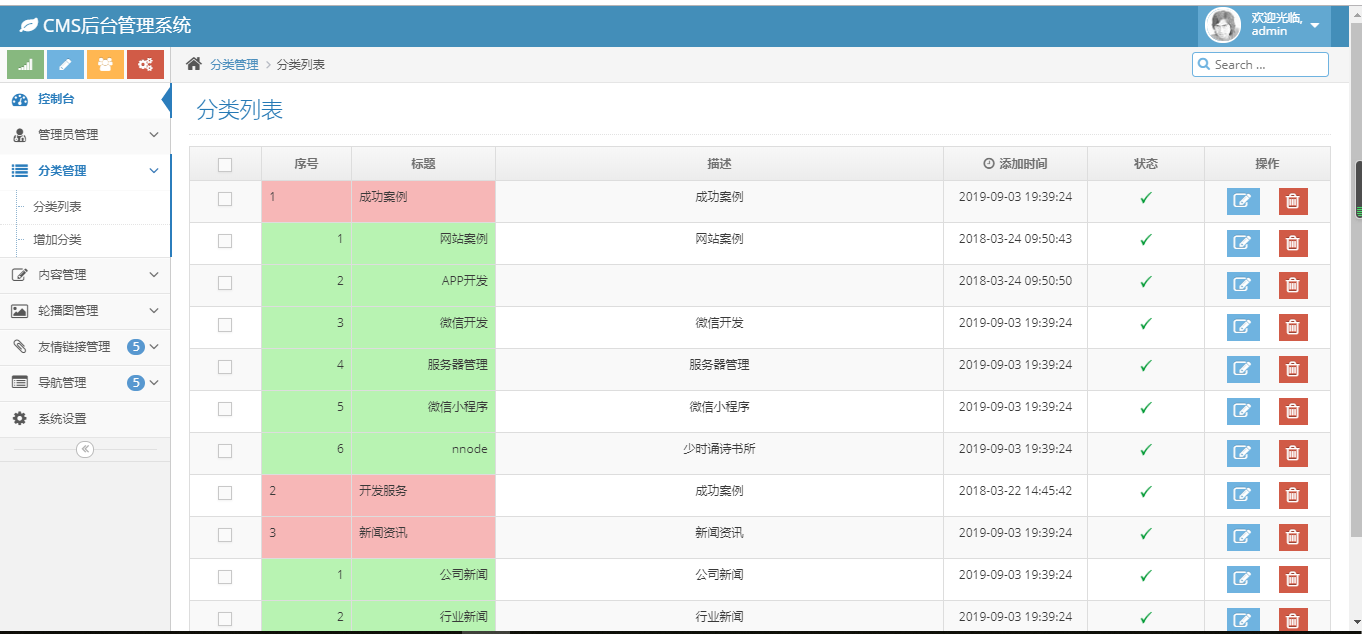 CMS后台管理系统
欢迎光临,
admin
分类管理 > 分类列表
Search ...
控制台
管理员管理
分类管理
分类列表
增加分类
内容管理
轮播图管理
友情链接管理 5
导航管理 5
系统设置
分类列表
序号 标题 描述 添加时间 状态 操作
1 成功案例 成功案例 2019-09-03 19:39:24
1 网站案例 网站案例 2018-03-24 09:50:43
2 APP开发 2018-03-24 09:50:50
3 微信开发 微信开发 2019-09-03 19:39:24
4 服务器管理 服务器管理 2019-09-03 19:39:24
5 微信小程序 微信小程序 2019-09-03 19:39:24
6 nnode 少时诵诗书所 2019-09-03 19:39:24
2 开发服务 成功案例 2018-03-22 14:45:42
3 新闻资讯 新闻资讯 2019-09-03 19:39:24
1 公司新闻 公司新闻 2019-09-03 19:39:24
2 行业新闻 行业新闻 2019-09-03 19:39:24